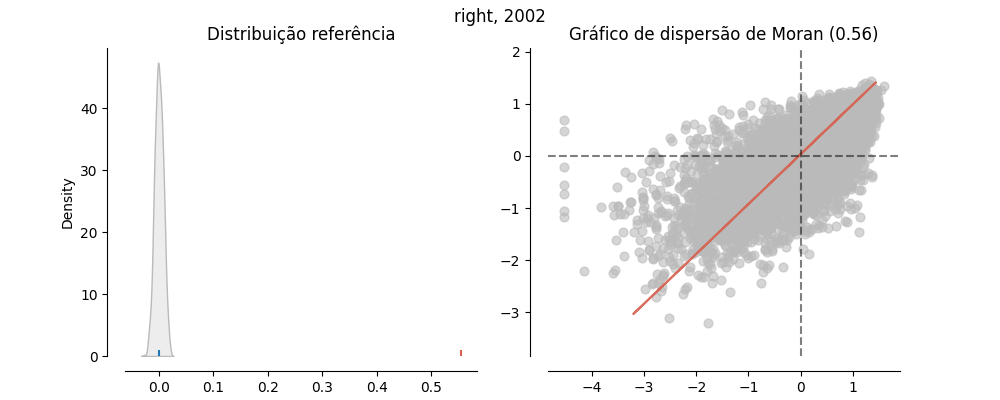 right, 2002
Distribuição referência
Density
40
30
20
10
0
0.0 0.1 0.2 0.3 0.4 0.5
Gráfico de dispersão de Moran (0.56)
2
1
0
−1
−2
−3
−4 −3 −2 −1 0 1